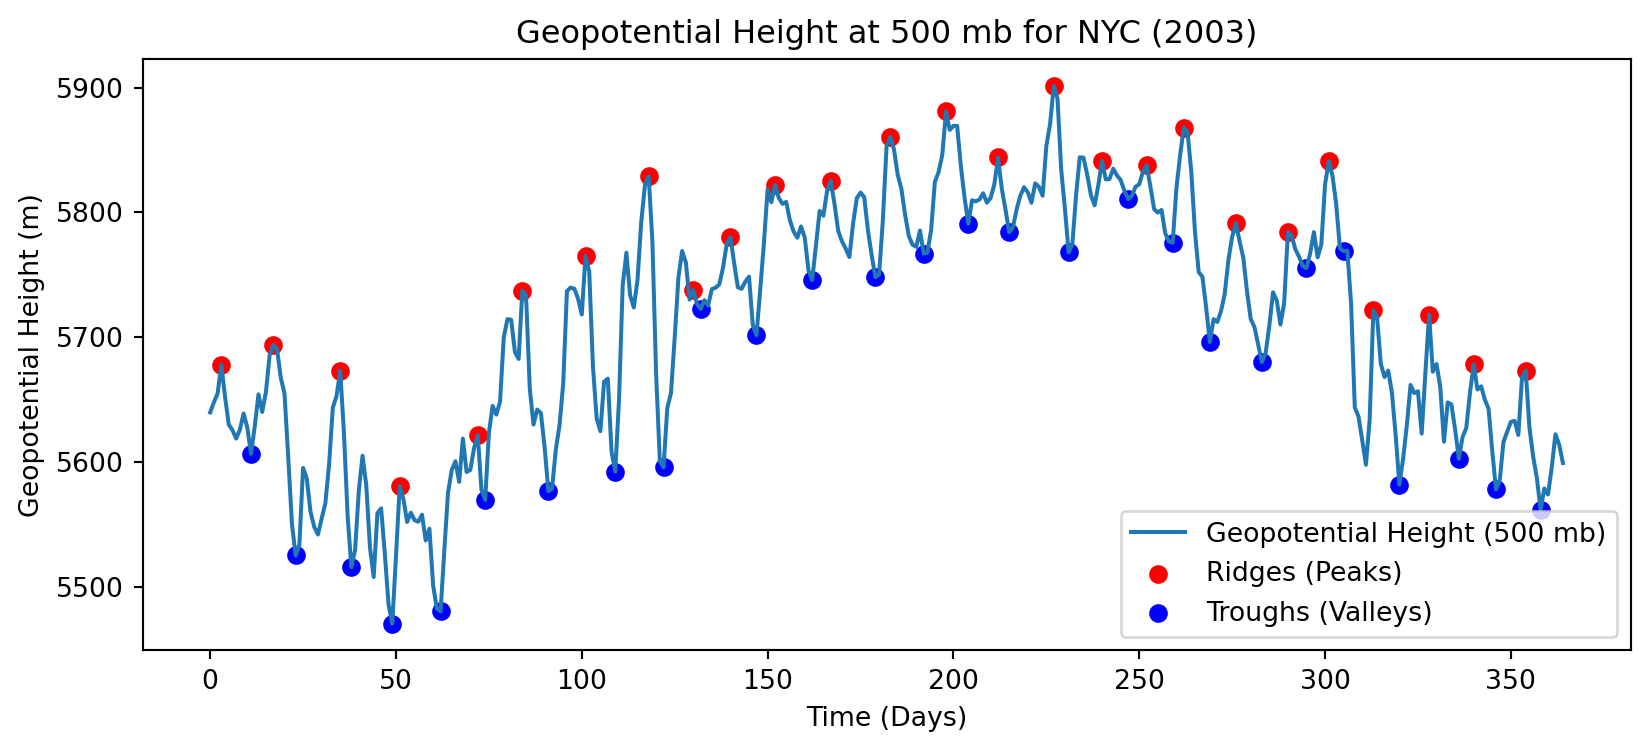 Geopotential Height at 500 mb for NYC (2003)
Geopotential Height (m)
5900
5800
5700
5600
5500
0 50 100 150 200 250 300 350
Time (Days)
Geopotential Height (500 mb)
Ridges (Peaks)
Troughs (Valleys)